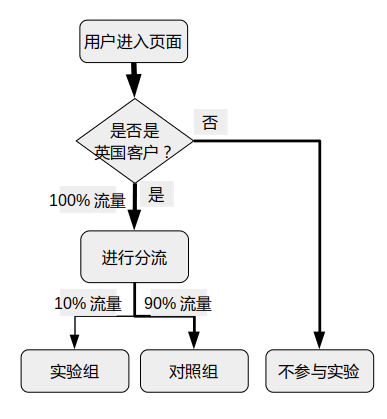 用户进入页面
是否是
英国客户？
否
是
100% 流量
进行分流
10% 流量
90% 流量
实验组
对照组
不参与实验